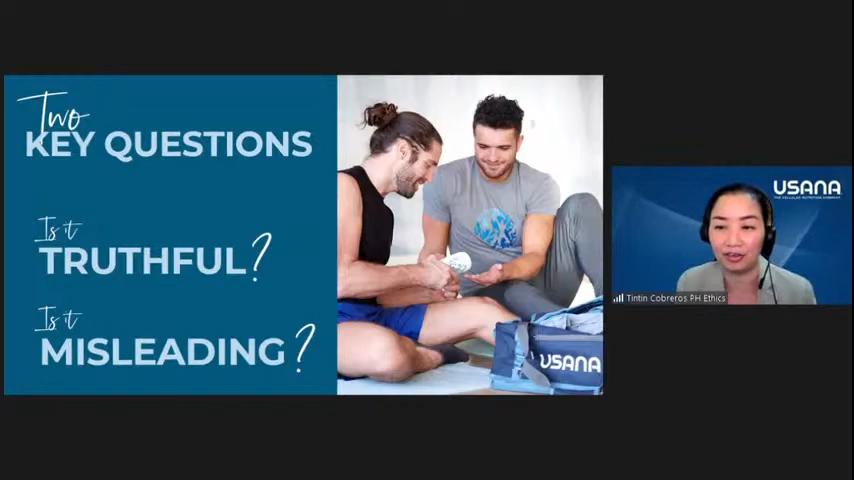 Two
KEY QUESTIONS
Is it
TRUTHFUL?
Is it
MISLEADING?
USANA
USANA
THE CELLULAR NUTRITION COMPANY
Tintin Cobreros PH Ethics